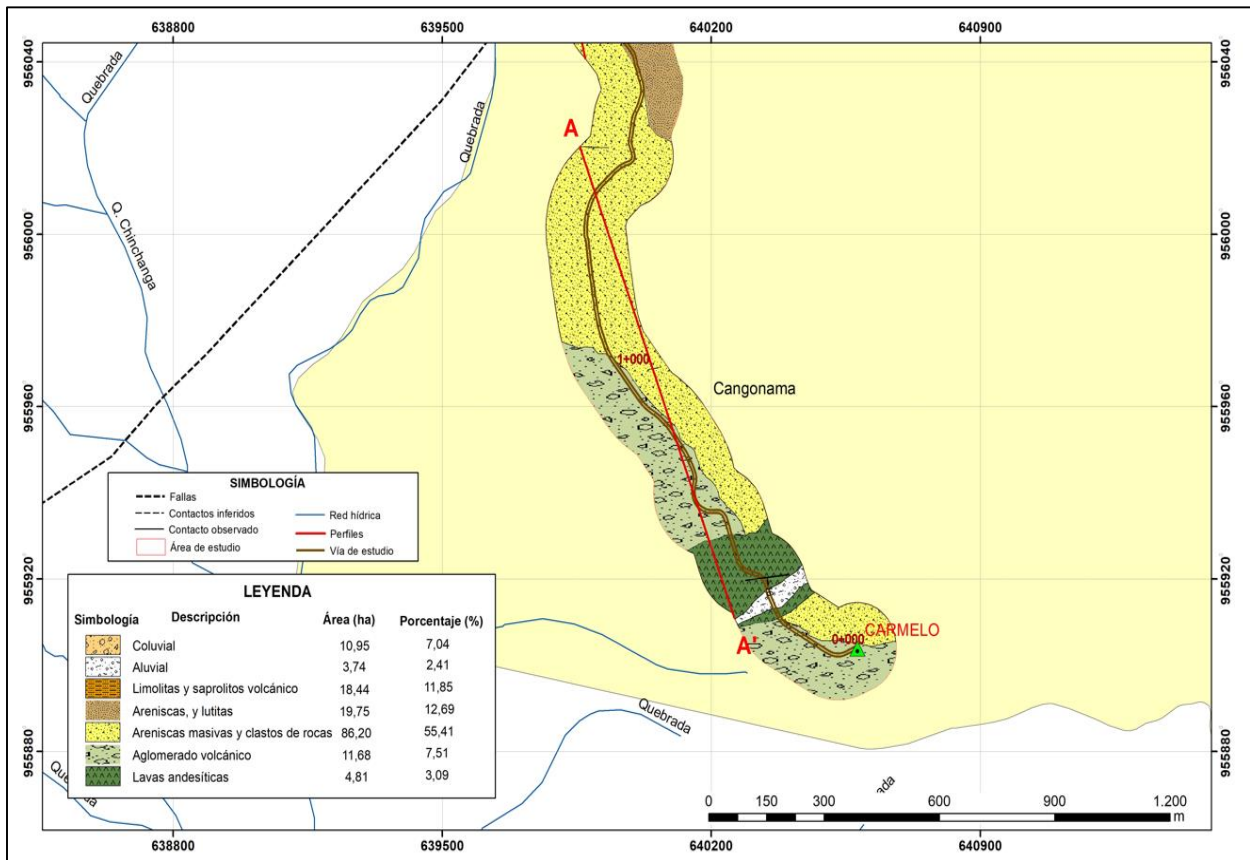 638800 639500 640200 640900
956040 956040
Quebrada
Quebrada
A
Q. Chinchanga
956000 956000
1+000
Cangonama
955960 955960
SIMBOLOGÍA
Fallas
Contactos inferidos
Contacto observado
Área de estudio
Red hídrica
Perfiles
Vía de estudio
955920 955920
LEYENDA
Simbología Descripción Área (ha) Porcentaje (%)
Coluvial 10,95 7,04
Aluvial 3,74 2,41
Limolitas y saprolitos volcánico 18,44 11,85
Areniscas, y lutitas 19,75 12,69
Areniscas masivas y clastos de rocas 86,20 55,41
Aglomerado volcánico 11,68 7,51
Lavas andesíticas 4,81 3,09
A'
0+000
CARMELO
Quebrada
955880 955880
0 150 300 600 900 1.200
m
638800 639500 640200 640900